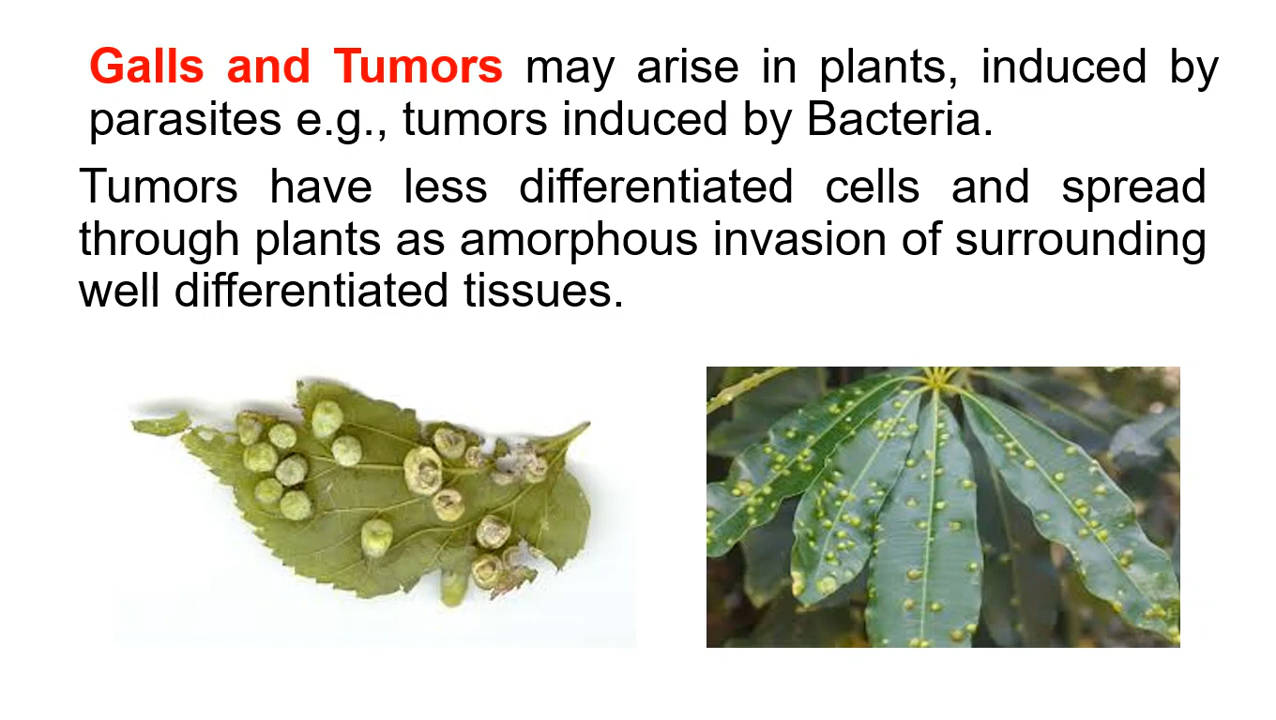 Galls and Tumors may arise in plants, induced by
parasites e.g., tumors induced by Bacteria.
Tumors have less differentiated cells and spread
through plants as amorphous invasion of surrounding
well differentiated tissues.